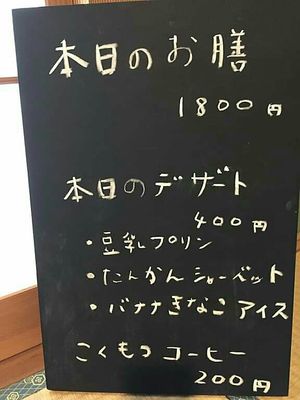 本日のお膳
1800円
本日のデザート
400円
・豆乳プリン
・たんかんシャーベット
・バナナきなこアイス
こくもつコーヒー
200円